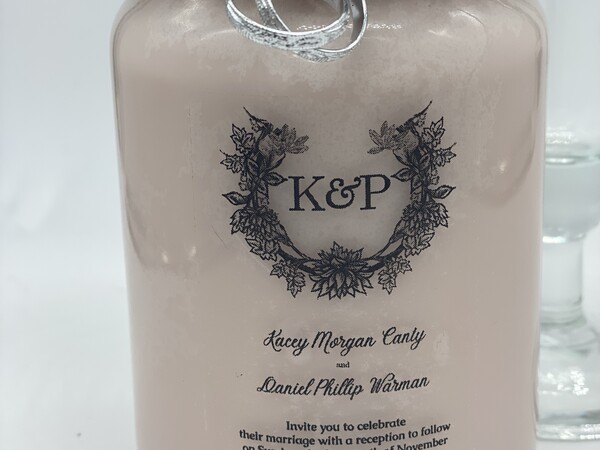 K&P
Kacey Morgan Canty
and
Daniel Phillip Warman
Invite you to celebrate
their marriage with a reception to follow
of November